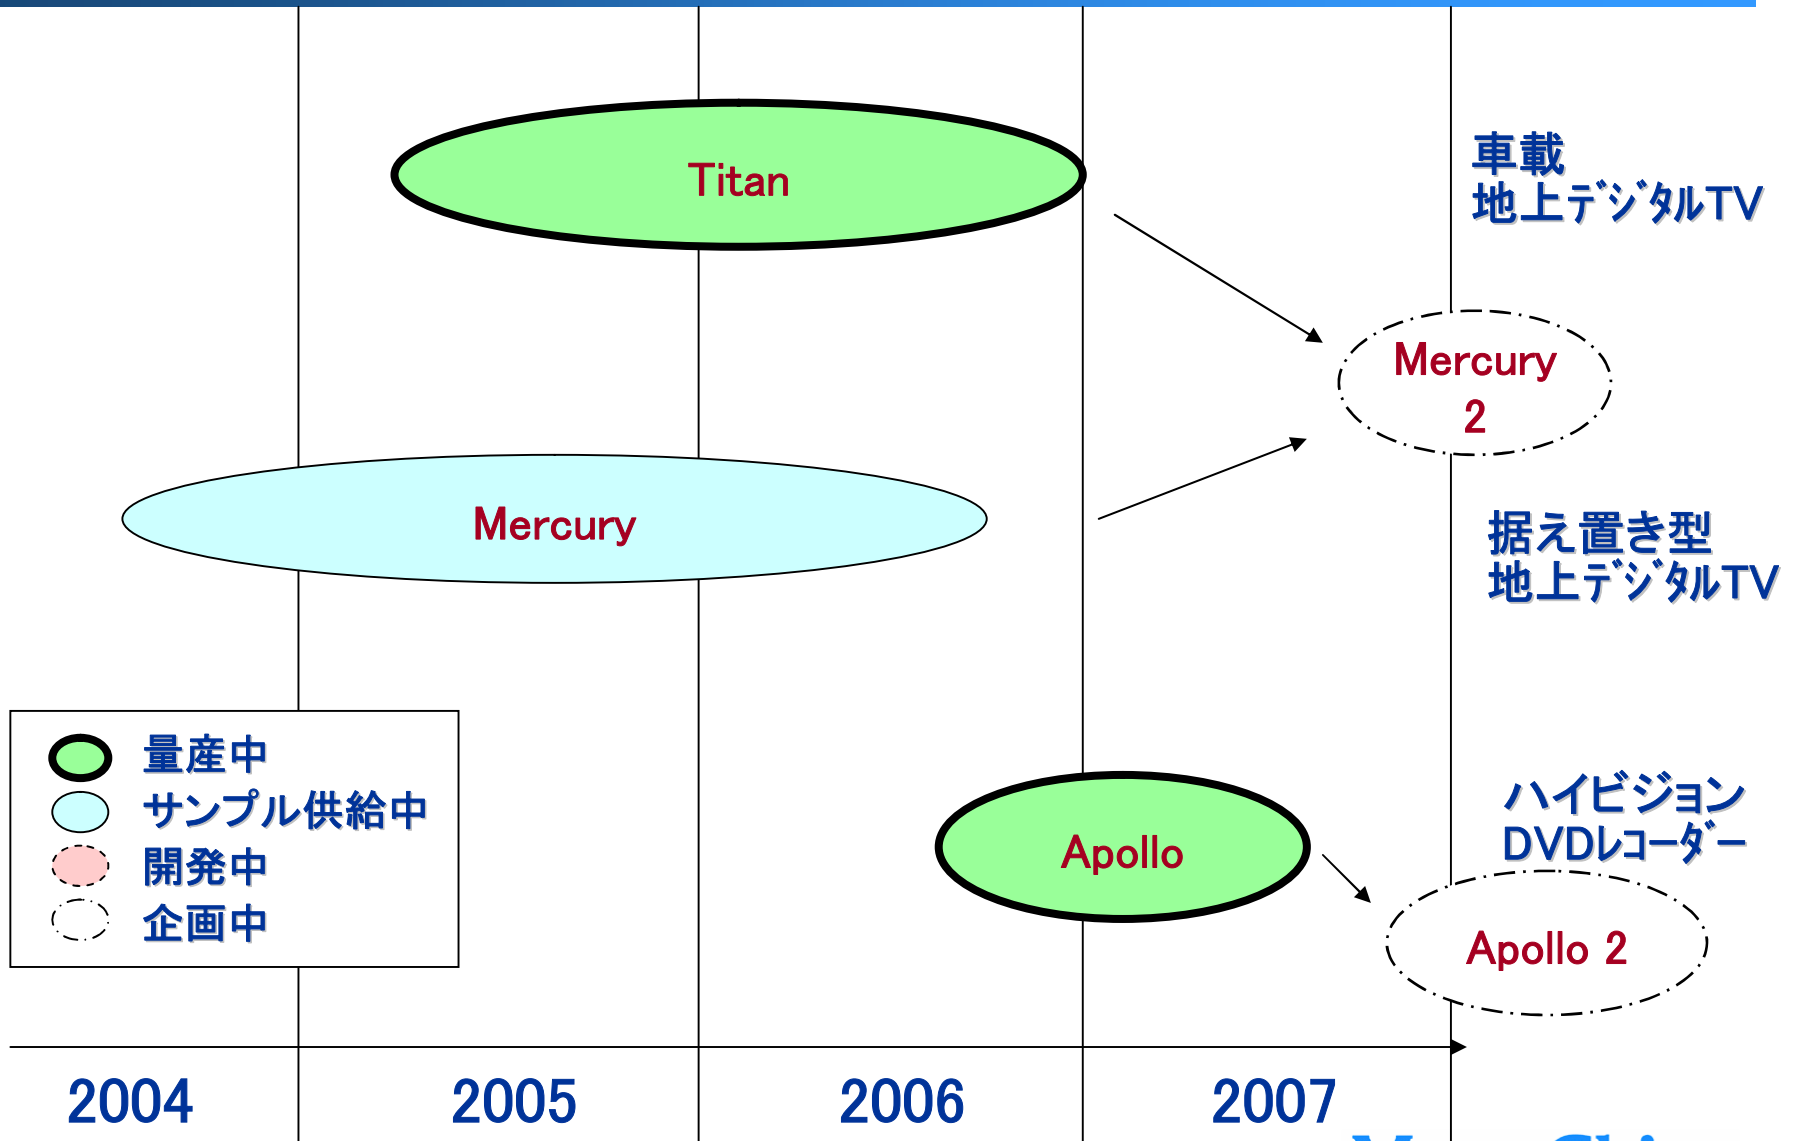 Titan
車載
地上デジタルTV
Mercury
2
Mercury
据え置き型
地上デジタルTV
量産中
サンプル供給中
開発中
企画中
Apollo
ハイビジョン
DVDレコーダー
Apollo 2
2004
2005
2006
2007